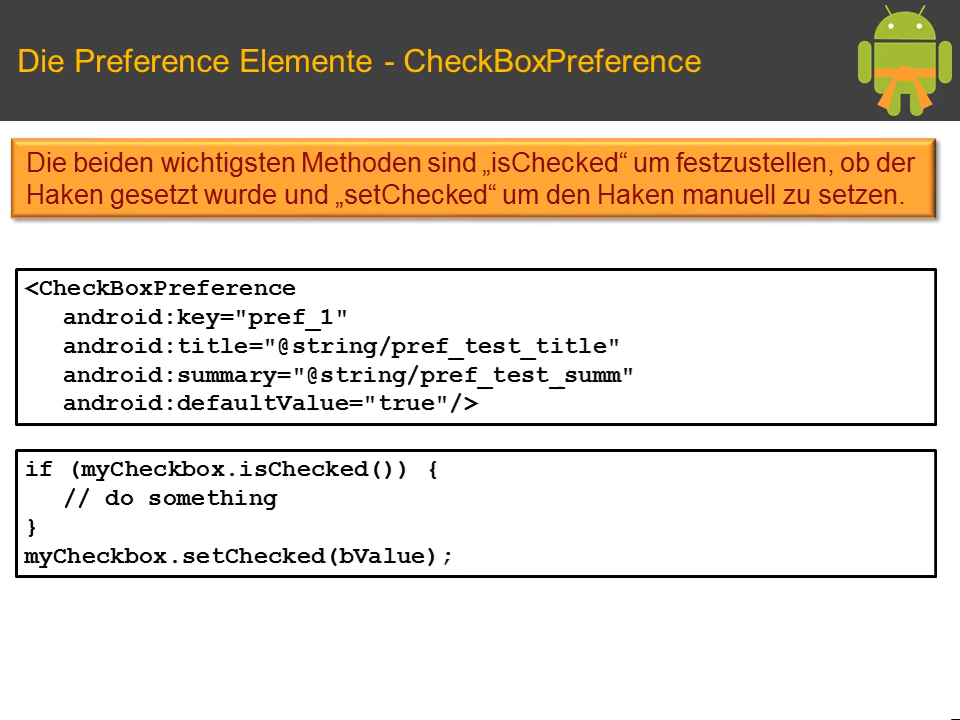 Die Preference Elemente - CheckBoxPreference
Die beiden wichtigsten Methoden sind „isChecked“ um festzustellen, ob der
Haken gesetzt wurde und „setChecked“ um den Haken manuell zu setzen.
<CheckBoxPreference
android:key="pref_1"
android:title="@string/pref_test_title"
android:summary="@string/pref_test_summ"
android:defaultValue="true"/>
if (myCheckbox.isChecked()) {
// do something
}
myCheckbox.setChecked(bValue);